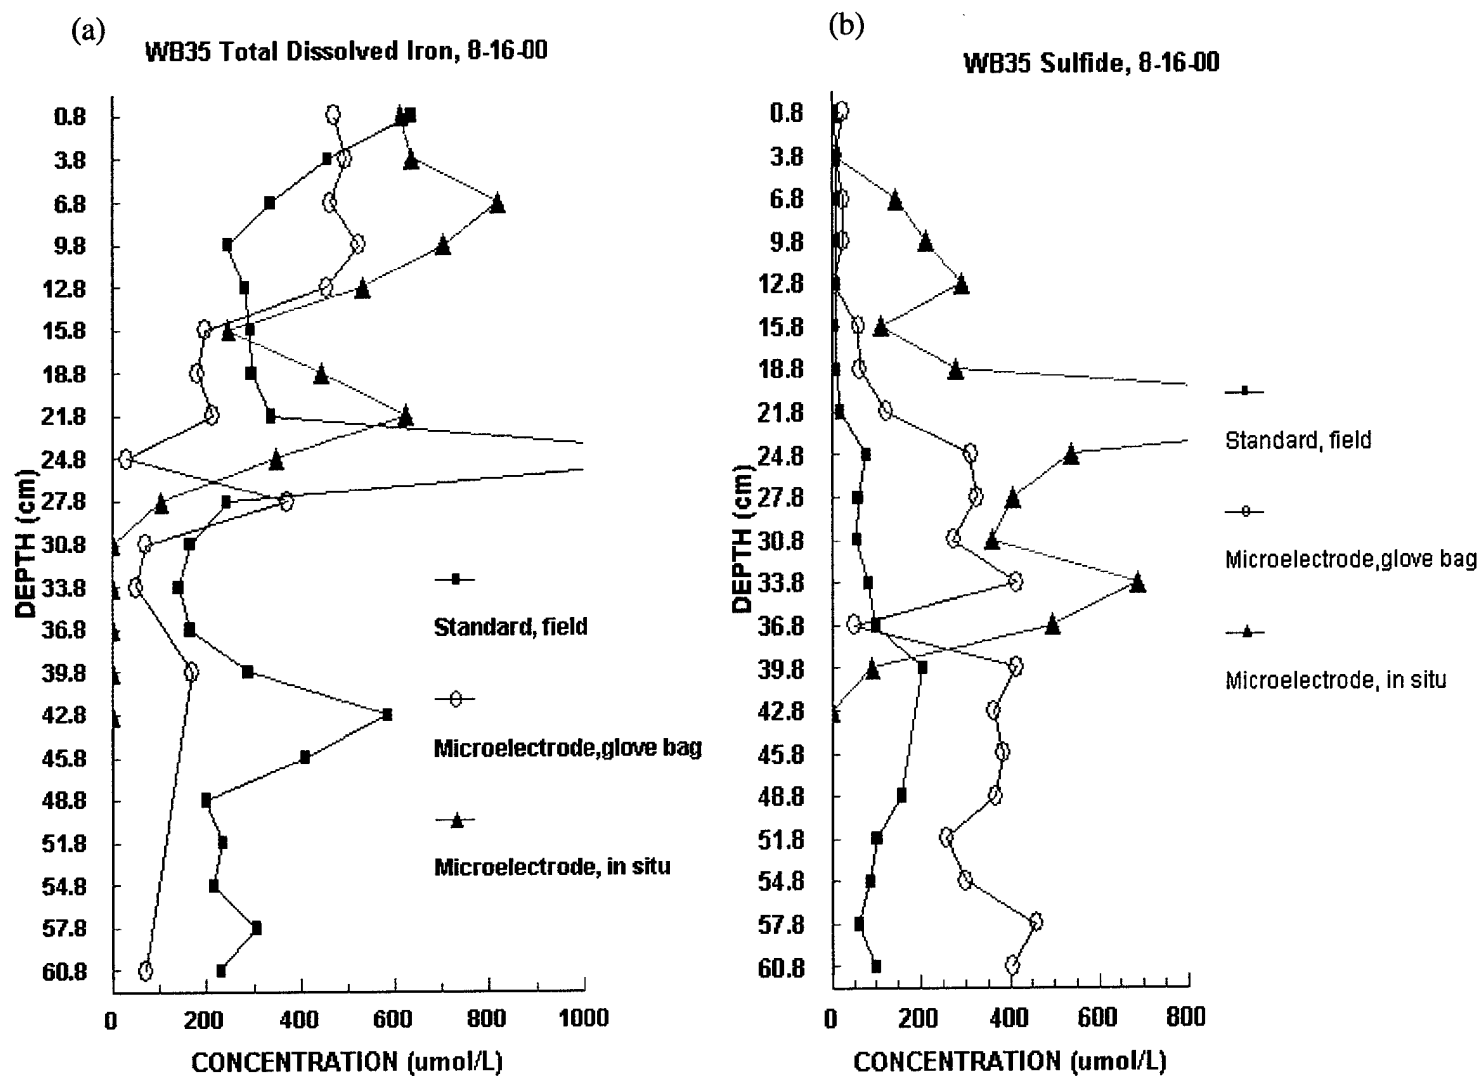 (a)
WB35 Total Dissolved Iron, 8-16-00
0.8
3.8
6.8
9.8
12.8
15.8
18.8
21.8
24.8
27.8
30.8
33.8
36.8
39.8
42.8
45.8
48.8
51.8
54.8
57.8
60.8
DEPTH (cm)
0 200 400 600 800 1000
CONCENTRATION (umol/L)
Standard, field
Microelectrode,glove bag
Microelectrode, in situ
(b)
WB35 Sulfide, 8-16-00
0.8
3.8
6.8
9.8
12.8
15.8
18.8
21.8
24.8
27.8
30.8
33.8
36.8
39.8
42.8
45.8
48.8
51.8
54.8
57.8
60.8
DEPTH (cm)
0 200 400 600 800
CONCENTRATION (umol/L)
Standard, field
Microelectrode,glove bag
Microelectrode, in situ